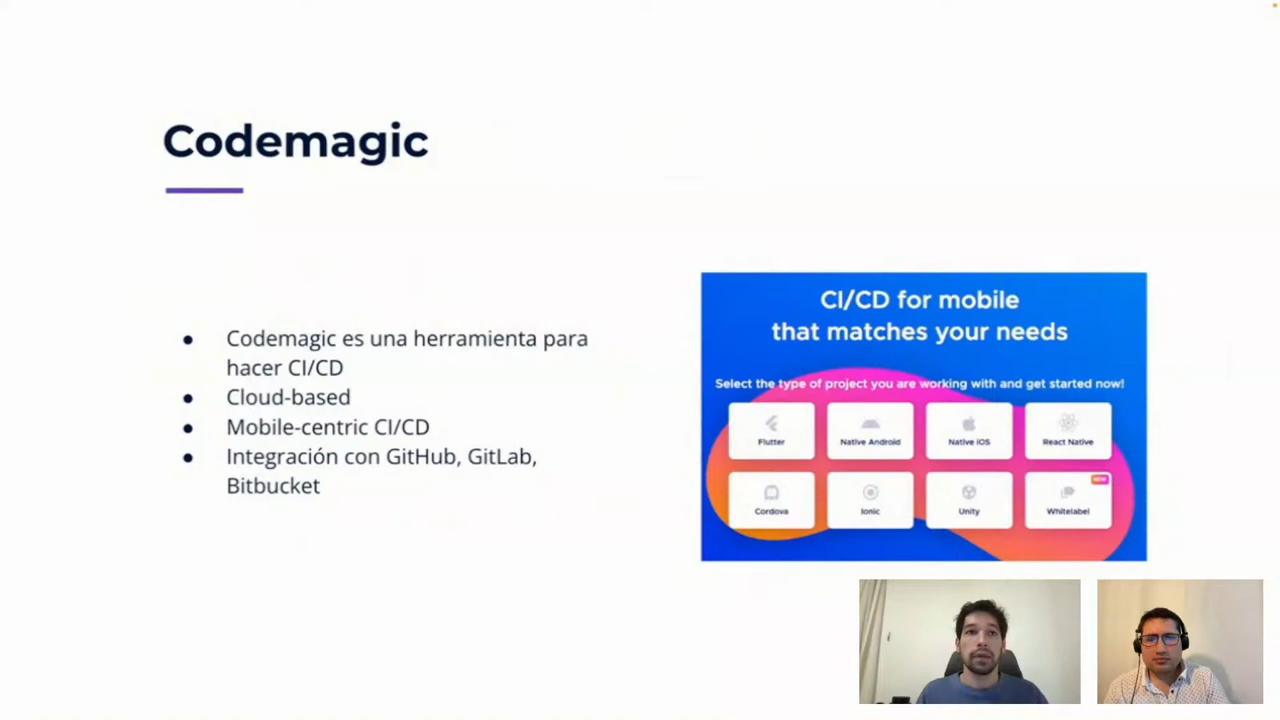 Codemagic
● Codemagic es una herramienta para
hacer CI/CD
● Cloud-based
● Mobile-centric CI/CD
● Integración con GitHub, GitLab,
Bitbucket
CI/CD for mobile
that matches your needs
Select the type of project you are working with and get started now!
Flutter
Native Android
Native iOS
React Native
NEW
Cordova
Ionic
Unity
Whitelabel